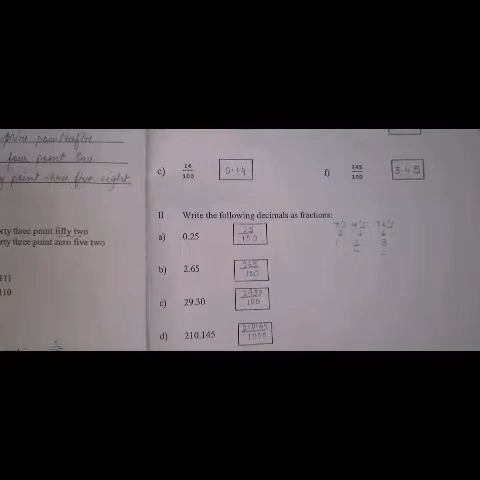 four point
point three five eight
rty three point fifty two
rty three point zero five two
111
110
c) 14/100 0.14 f) 345/100 3.45
II Write the following decimals as fractions:
a) 0.25 25/100
b) 2.65 265/100
c) 29.30 2930/100
d) 210.145 210145/1000